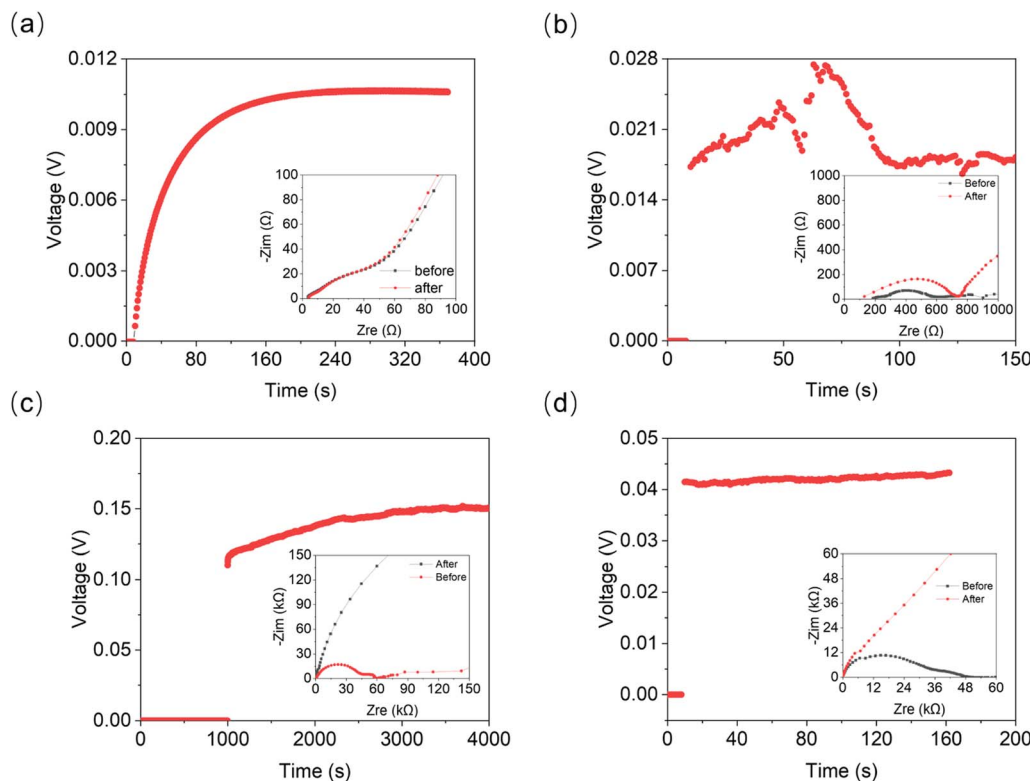 (a)
0.012
0.009
0.006
0.003
0.000
Voltage (V)
0 80 160 240 320 400
Time (s)
100
80
60
40
20
0
-Zim (Ω)
0 20 40 60 80 100
Zre (Ω)
before
after
(b)
0.028
0.021
0.014
0.007
0.000
Voltage (V)
0 50 100 150
Time (s)
1000
800
600
400
200
0
-Zim (Ω)
0 200 400 600 800 1000
Zre (Ω)
Before
After
(c)
0.20
0.15
0.10
0.05
0.00
Voltage (V)
0 1000 2000 3000 4000
Time (s)
150
120
90
60
30
0
-Zim (kΩ)
0 30 60 90 120 150
Zre (kΩ)
After
Before
(d)
0.05
0.04
0.03
0.02
0.01
0.00
Voltage (V)
0 40 80 120 160 200
Time (s)
60
48
36
24
12
0
-Zim (kΩ)
0 12 24 36 48 60
Zre (kΩ)
Before
After